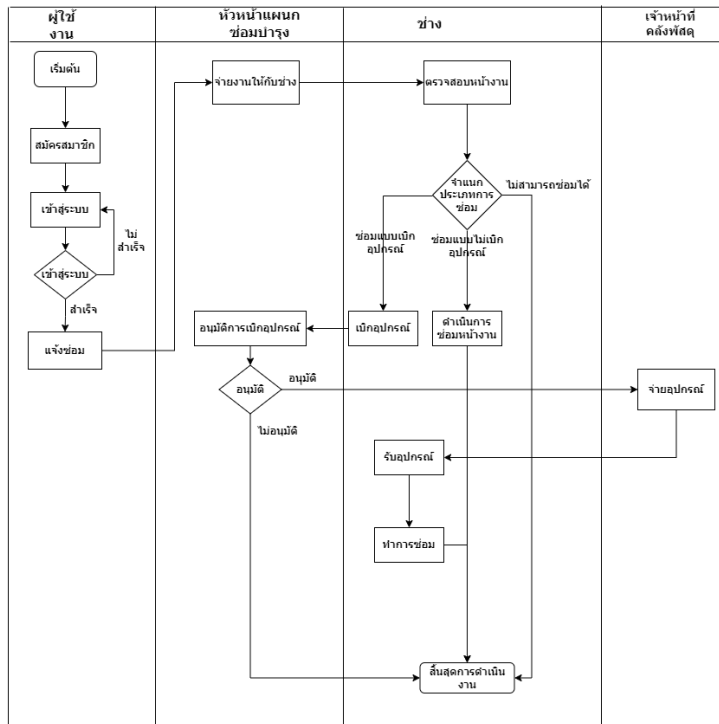 ผู้ใช้
งาน
หัวหน้าแผนก
ซ่อมบำรุง
ช่าง
เจ้าหน้าที่
คลังพัสดุ
เริ่มต้น
จ่ายงานให้กับช่าง
ตรวจสอบหน้างาน
สมัครสมาชิก
จำแนก
ประเภทการ
ซ่อม
ไม่สามารถซ่อมได้
เข้าสู่ระบบ
ไม่
สำเร็จ
ซ่อมแบบเบิก
อุปกรณ์
ซ่อมแบบไม่เบิก
อุปกรณ์
เข้าสู่ระบบ
สำเร็จ
แจ้งซ่อม
อนุมัติการเบิกอุปกรณ์
เบิกอุปกรณ์
ดำเนินการ
ซ่อมหน้างาน
อนุมัติ
อนุมัติ
จ่ายอุปกรณ์
ไม่อนุมัติ
รับอุปกรณ์
ทำการซ่อม
สิ้นสุดการดำเนิน
งาน